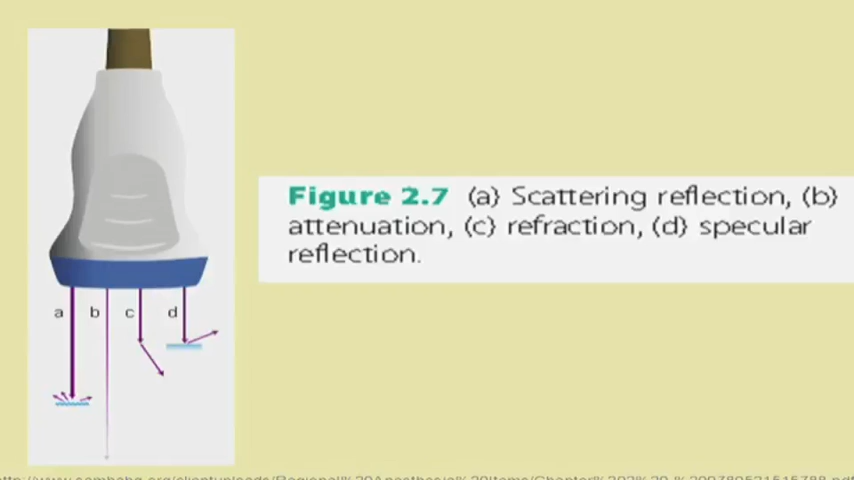 Figure 2.7 (a} Scattering reflection, (b}
attenuation, (c} refraction, (d} specular
reflection.
a b c d